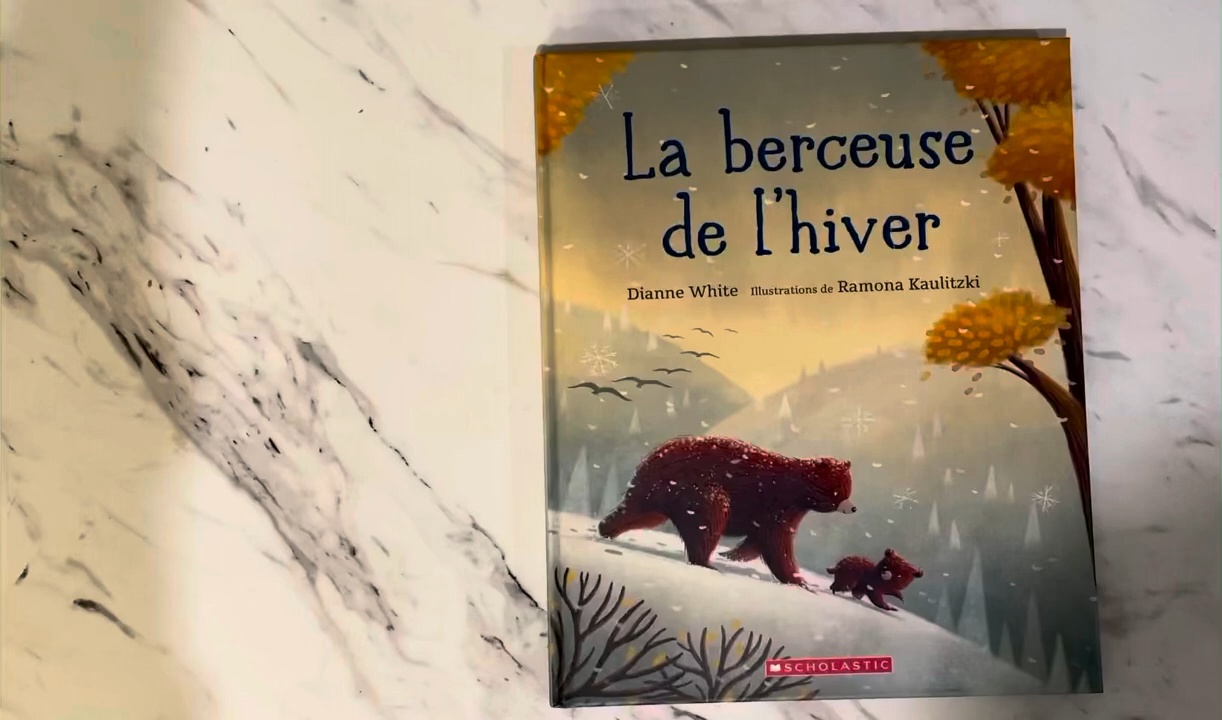 La berceuse
de l'hiver
Dianne White Illustrations de Ramona Kaulitzki
SCHOLASTIC